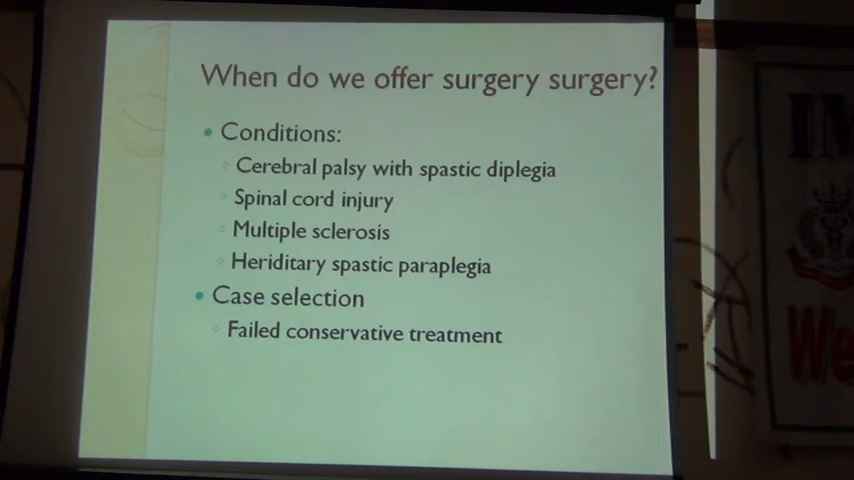 When do we offer surgery surgery?
Conditions:
Cerebral palsy with spastic diplegia
Spinal cord injury
Multiple sclerosis
Heriditary spastic paraplegia
Case selection
Failed conservative treatment